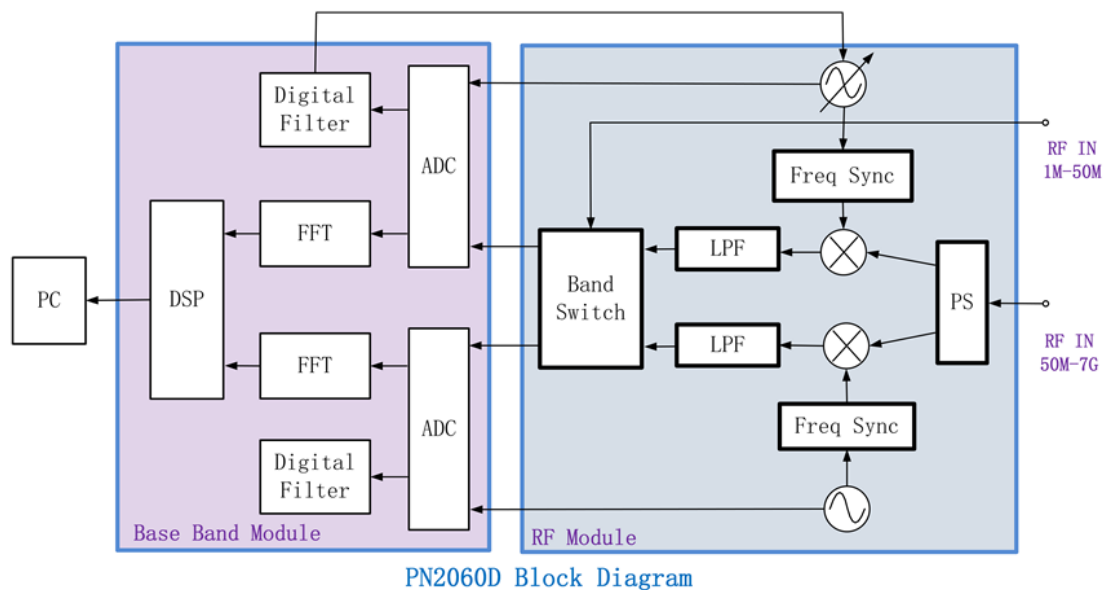 Digital
Filter
ADC
Freq Sync
RF IN
1M-50M
FFT
LPF
Band
Switch
PS
PC
DSP
RF IN
50M-7G
FFT
LPF
ADC
Freq Sync
Digital
Filter
Base Band Module
RF Module
PN2060D Block Diagram